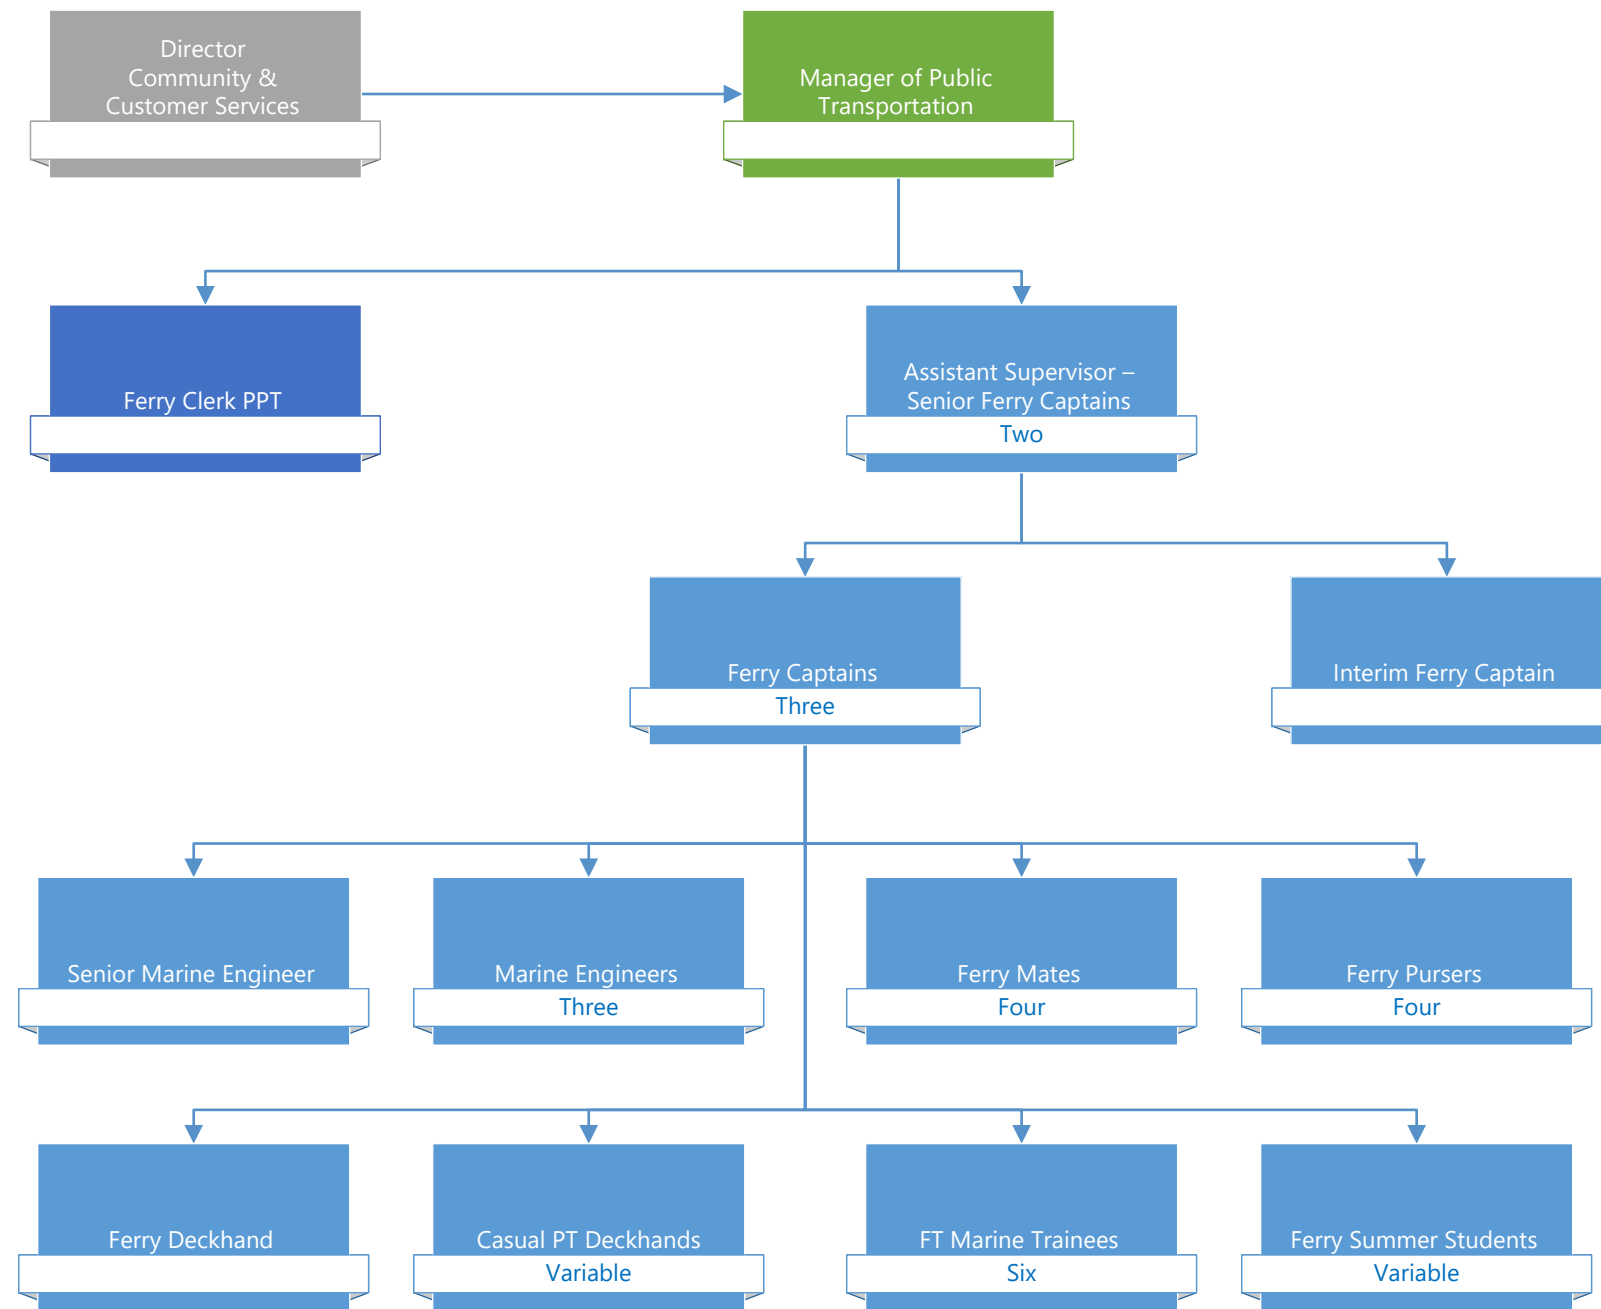 Director
Community &
Customer Services
Manager of Public
Transportation
Ferry Clerk PPT
Assistant Supervisor –
Senior Ferry Captains
Two
Ferry Captains
Three
Interim Ferry Captain
Senior Marine Engineer
Marine Engineers
Three
Ferry Mates
Four
Ferry Pursers
Four
Ferry Deckhand
Casual PT Deckhands
Variable
FT Marine Trainees
Six
Ferry Summer Students
Variable